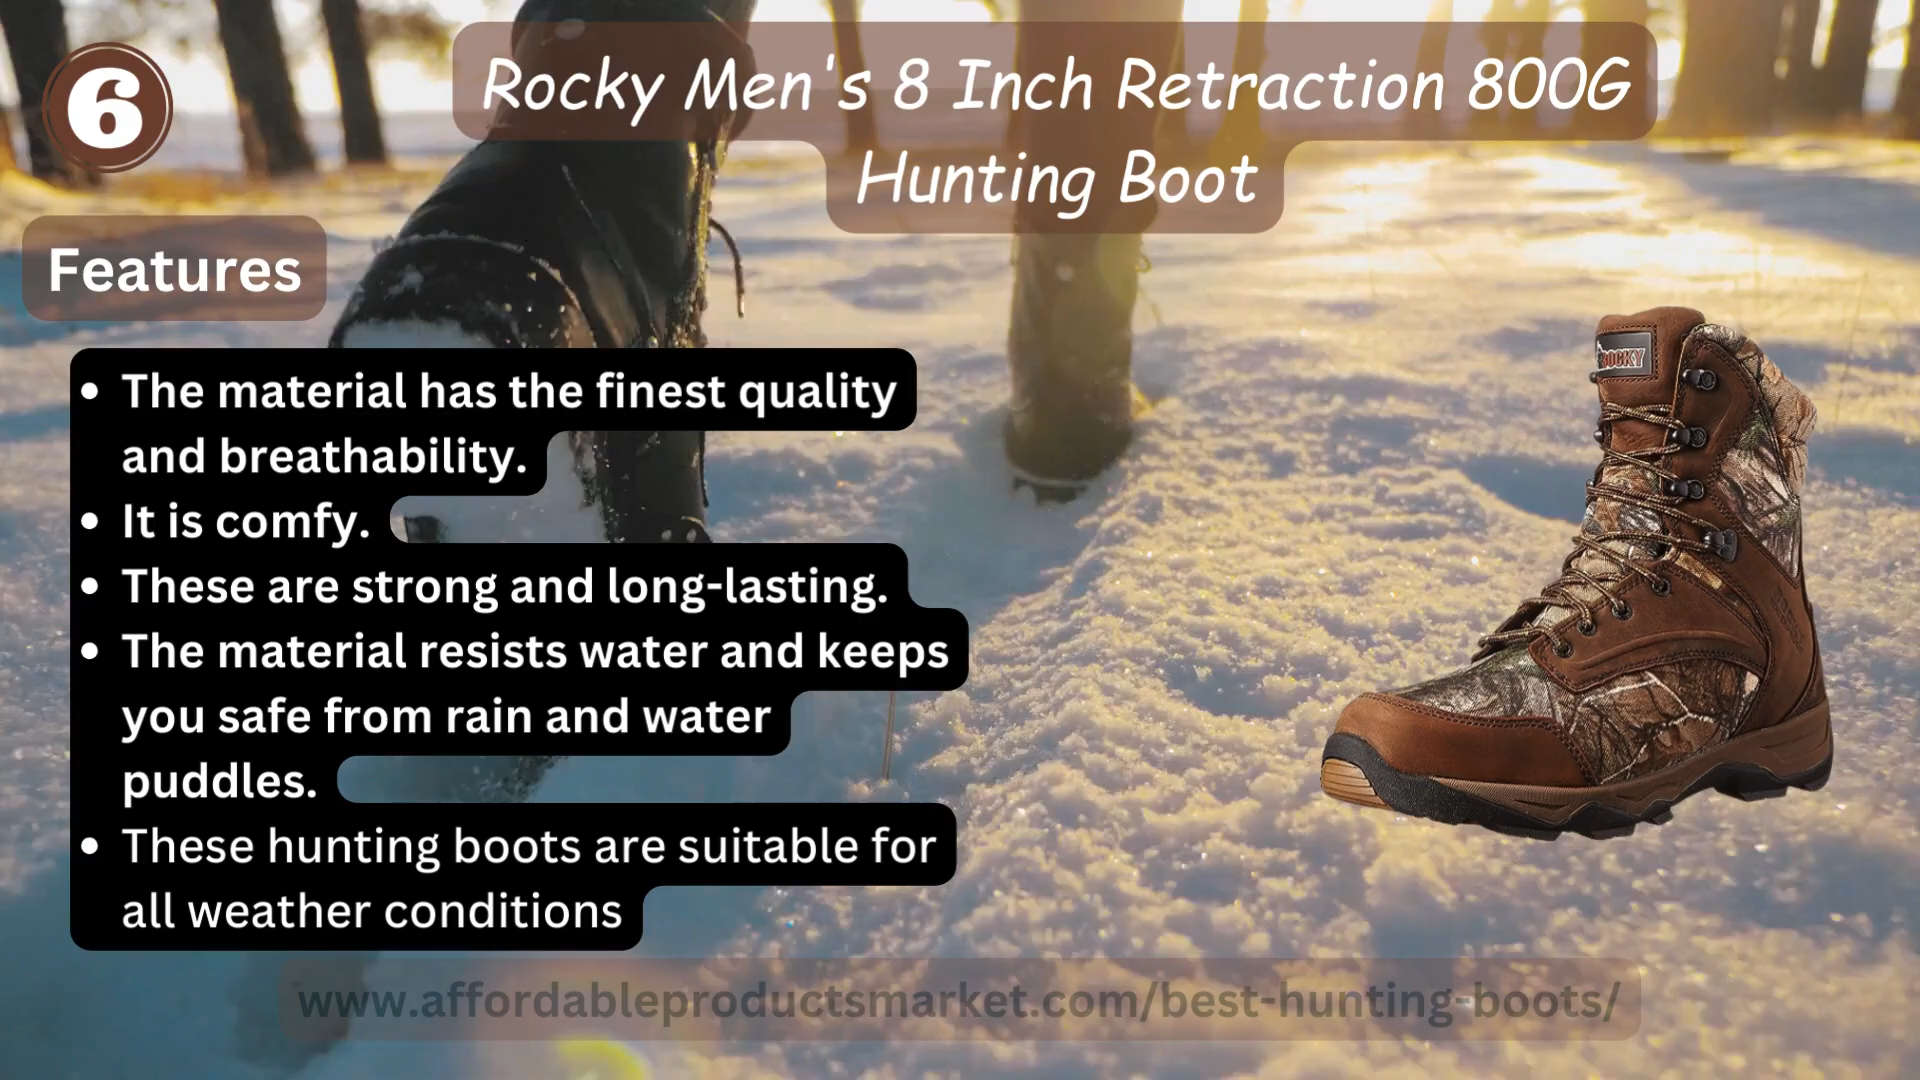 6
Rocky Men's 8 Inch Retraction 800G
Hunting Boot
Features
• The material has the finest quality
and breathability.
• It is comfy.
• These are strong and long-lasting.
• The material resists water and keeps
you safe from rain and water
puddles.
• These hunting boots are suitable for
all weather conditions
ROCKY
www.affordableproductsmarket.com/best-hunting-boots/